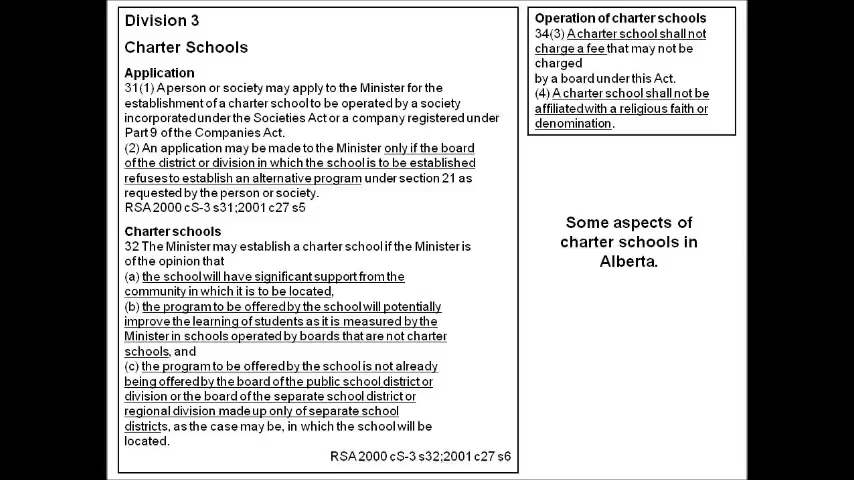 Division 3
Charter Schools
Application
31(1) A person or society may apply to the Minister for the
establishment of a charter school to be operated by a society
incorporated under the Societies Act or a company registered under
Part 9 of the Companies Act.
(2) An application may be made to the Minister only if the board
of the district or division in which the school is to be established
refuses to establish an alternative program under section 21 as
requested by the person or society.
RSA 2000 cS-3 s31;2001 c27 s5
Charter schools
32 The Minister may establish a charter school if the Minister is
of the opinion that
(a) the school will have significant support from the
community in which it is to be located,
(b) the program to be offered by the school will potentially
improve the learning of students as it is measured by the
Minister in schools operated by boards that are not charter
schools, and
(c) the program to be offered by the school is not already
being offered by the board of the public school district or
division or the board of the separate school district or
regional division made up only of separate school
districts, as the case may be, in which the school will be
located.
RSA 2000 cS-3 s32;2001 c27 s6
Operation of charter schools
34(3) A charter school shall not
charge a fee that may not be
charged
by a board under this Act.
(4) A charter school shall not be
affiliated with a religious faith or
denomination.
Some aspects of
charter schools in
Alberta.